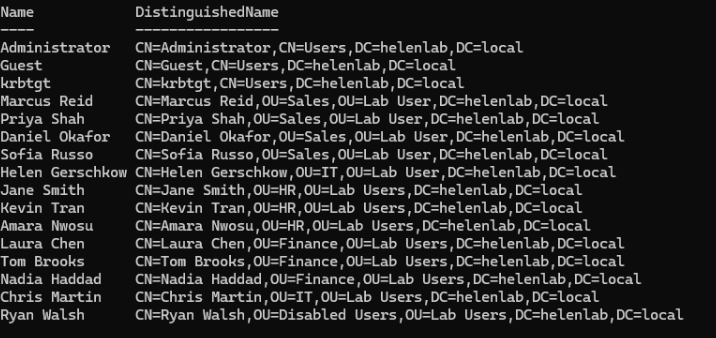 Name             DistinguishedName
----             -----------------
Administrator    CN=Administrator,CN=Users,DC=helenlab,DC=local
Guest            CN=Guest,CN=Users,DC=helenlab,DC=local
krbtgt           CN=krbtgt,CN=Users,DC=helenlab,DC=local
Marcus Reid      CN=Marcus Reid,OU=Sales,OU=Lab User,DC=helenlab,DC=local
Priya Shah       CN=Priya Shah,OU=Sales,OU=Lab User,DC=helenlab,DC=local
Daniel Okafor    CN=Daniel Okafor,OU=Sales,OU=Lab User,DC=helenlab,DC=local
Sofia Russo      CN=Sofia Russo,OU=Sales,OU=Lab User,DC=helenlab,DC=local
Helen Gerschkow  CN=Helen Gerschkow,OU=IT,OU=Lab User,DC=helenlab,DC=local
Jane Smith       CN=Jane Smith,OU=HR,OU=Lab Users,DC=helenlab,DC=local
Kevin Tran       CN=Kevin Tran,OU=HR,OU=Lab Users,DC=helenlab,DC=local
Amara Nwosu      CN=Amara Nwosu,OU=HR,OU=Lab Users,DC=helenlab,DC=local
Laura Chen       CN=Laura Chen,OU=Finance,OU=Lab Users,DC=helenlab,DC=local
Tom Brooks       CN=Tom Brooks,OU=Finance,OU=Lab Users,DC=helenlab,DC=local
Nadia Haddad     CN=Nadia Haddad,OU=Finance,OU=Lab Users,DC=helenlab,DC=local
Chris Martin     CN=Chris Martin,OU=IT,OU=Lab Users,DC=helenlab,DC=local
Ryan Walsh       CN=Ryan Walsh,OU=Disabled Users,OU=Lab Users,DC=helenlab,DC=local